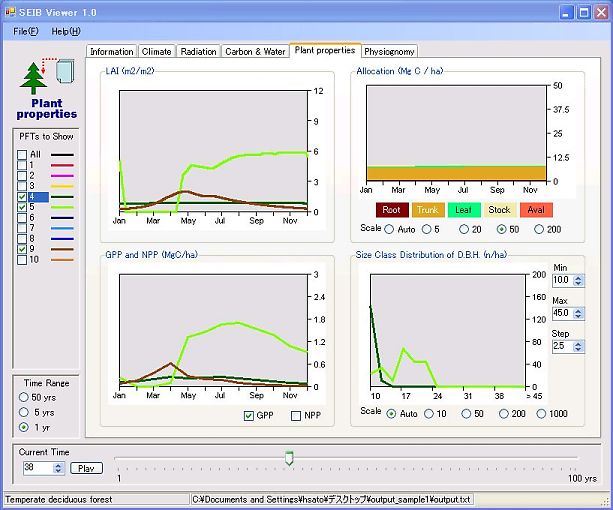 SEIB Viewer 1.0
File(F) Help(H)
Information Climate Radiation Carbon & Water Plant properties Physiognomy
Plant
properties
PFTs to Show
All
1
2
3
4
5
6
7
8
9
10
Time Range
50 yrs
5 yrs
1 yr
LAI (m2/m2)
12
9
6
3
0
Jan Mar May Jul Sep Nov
Allocation (Mg C / ha)
50
37.5
25
12.5
0
Jan Mar May Jul Sep Nov
Root Trunk Leaf Stock Aval
Scale Auto 5 20 50 200
GPP and NPP (MgC/ha)
3
2.4
1.8
1.2
0.6
0
Jan Mar May Jul Sep Nov
GPP NPP
Size Class Distribution of D.B.H. (n/ha)
200
160
120
80
40
0
10 17 24 31 38 > 45
Scale Auto 10 50 200 1000
Min
10.0
Max
45.0
Step
2.5
Current Time
38 Play
1 100 yrs
Temperate deciduous forest C:¥Documents and Settings¥hsato¥デスクトップ¥output_sample1¥output.txt